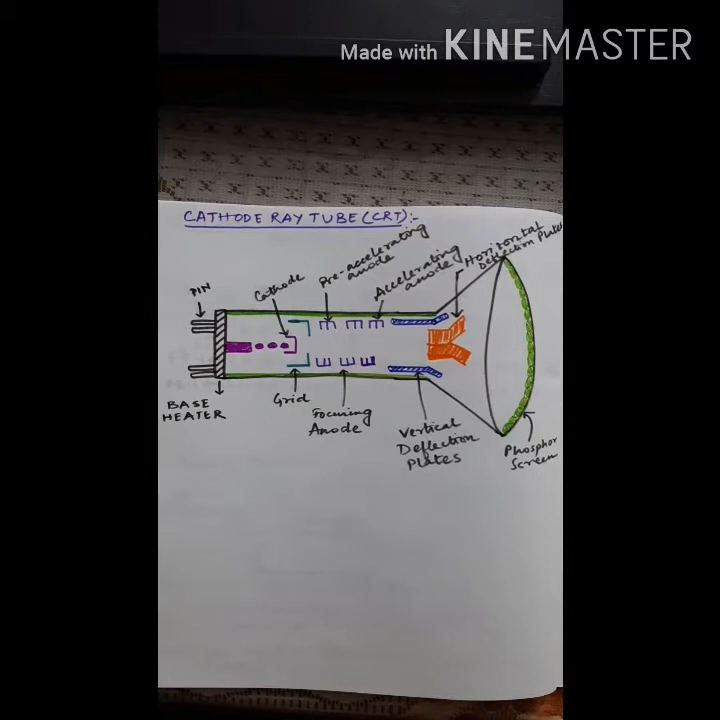 Made with KINEMASTER
CATHODE RAY TUBE (CRT):-
PIN
Cathode
Pre-accelerating
anode
Accelerating
anode
Horizontal
Deflection Plates
BASE
HEATER
Grid
Focusing
Anode
Vertical
Deflection
Plates
Phosphor
Screen